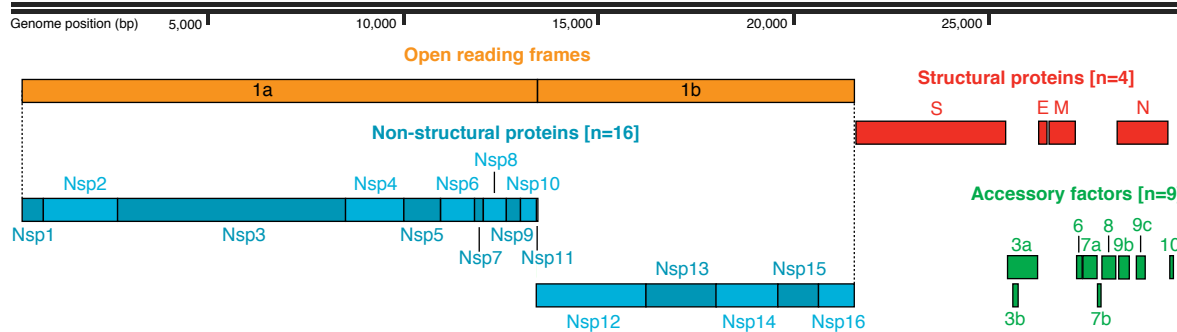 Genome position (bp) 5,000 10,000 15,000 20,000 25,000
Open reading frames
1a 1b
Structural proteins [n=4]
S E M N
Non-structural proteins [n=16]
Nsp8
Nsp2 Nsp4 Nsp6 Nsp10
Nsp1 Nsp3 Nsp5 Nsp9
Nsp7 Nsp11
Accessory factors [n=9
6 8 9c
3a 7a 9b 10
Nsp13 Nsp15
Nsp12 Nsp14 Nsp16
3b 7b